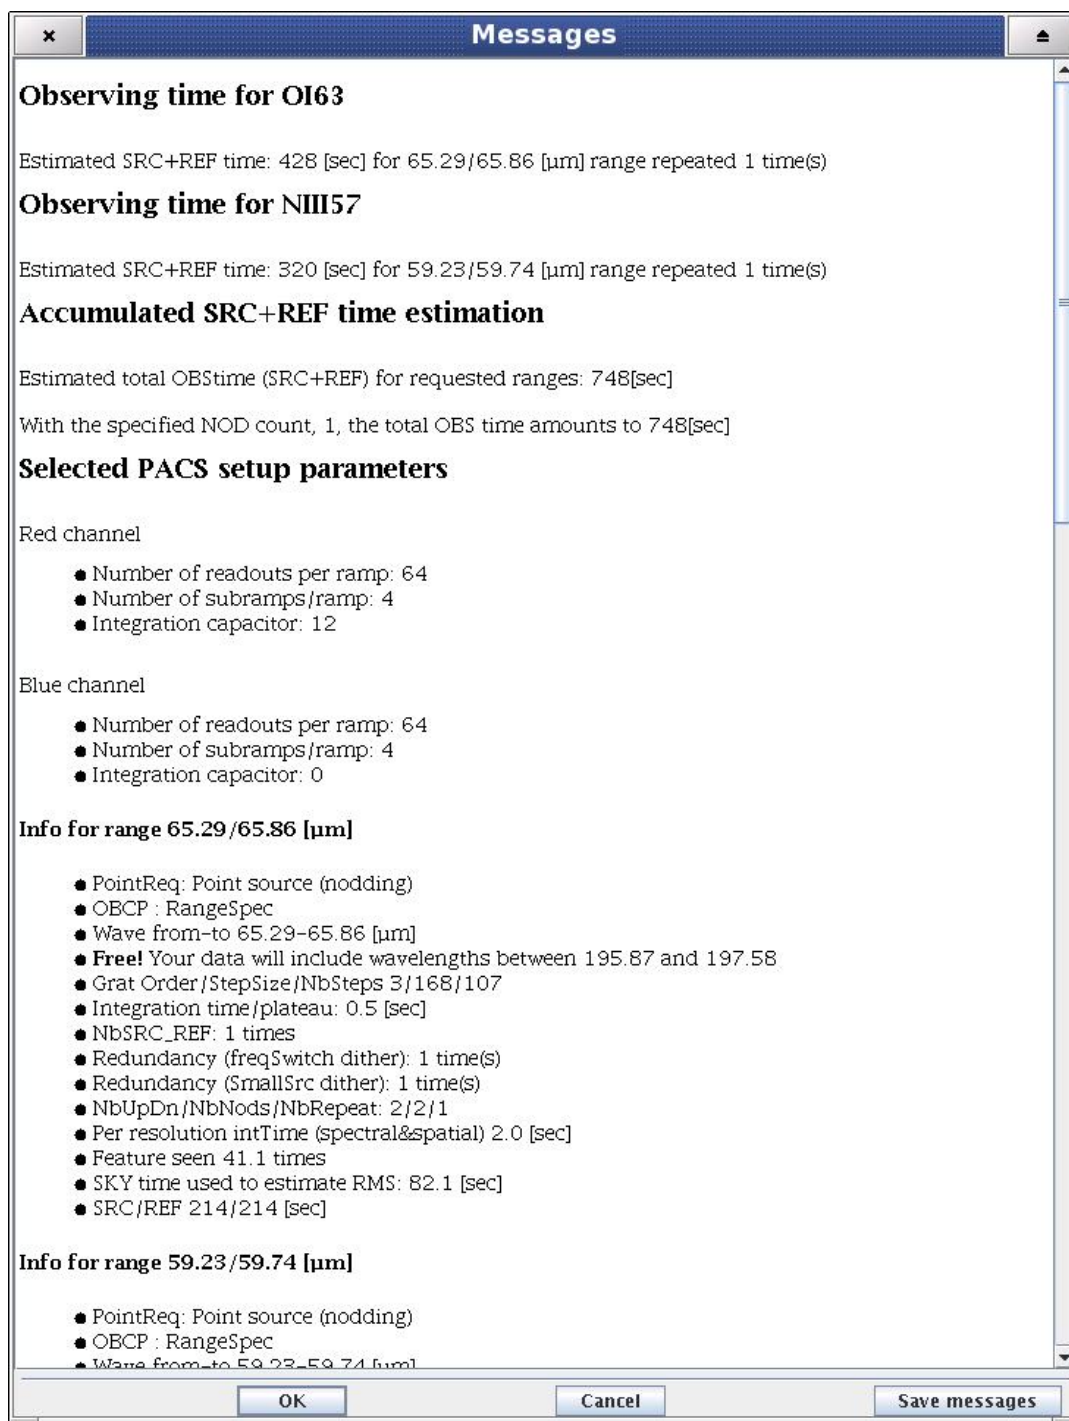 Messages
Observing time for OI63
Estimated SRC+REF time: 428 [sec] for 65.29/65.86 [µm] range repeated 1 time(s)
Observing time for NIII57
Estimated SRC+REF time: 320 [sec] for 59.23/59.74 [µm] range repeated 1 time(s)
Accumulated SRC+REF time estimation
Estimated total OBStime (SRC+REF) for requested ranges: 748[sec]
With the specified NOD count, 1, the total OBS time amounts to 748[sec]
Selected PACS setup parameters
Red channel
● Number of readouts per ramp: 64
● Number of subramps/ramp: 4
● Integration capacitor: 12
Blue channel
● Number of readouts per ramp: 64
● Number of subramps/ramp: 4
● Integration capacitor: 0
Info for range 65.29/65.86 [µm]
● PointReq: Point source (nodding)
● OBCP : RangeSpec
● Wave from-to 65.29-65.86 [µm]
● Free! Your data will include wavelengths between 195.87 and 197.58
● Grat Order/StepSize/NbSteps 3/168/107
● Integration time/plateau: 0.5 [sec]
● NbSRC_REF: 1 times
● Redundancy (freqSwitch dither): 1 time(s)
● Redundancy (SmallSrc dither): 1 time(s)
● NbUpDn/NbNods/NbRepeat: 2/2/1
● Per resolution intTime (spectral&spatial) 2.0 [sec]
● Feature seen 41.1 times
● SKY time used to estimate RMS: 82.1 [sec]
● SRC/REF 214/214 [sec]
Info for range 59.23/59.74 [µm]
● PointReq: Point source (nodding)
● OBCP : RangeSpec
● Wave from-to 59.23-59.74 [µm]
OK
Cancel
Save messages